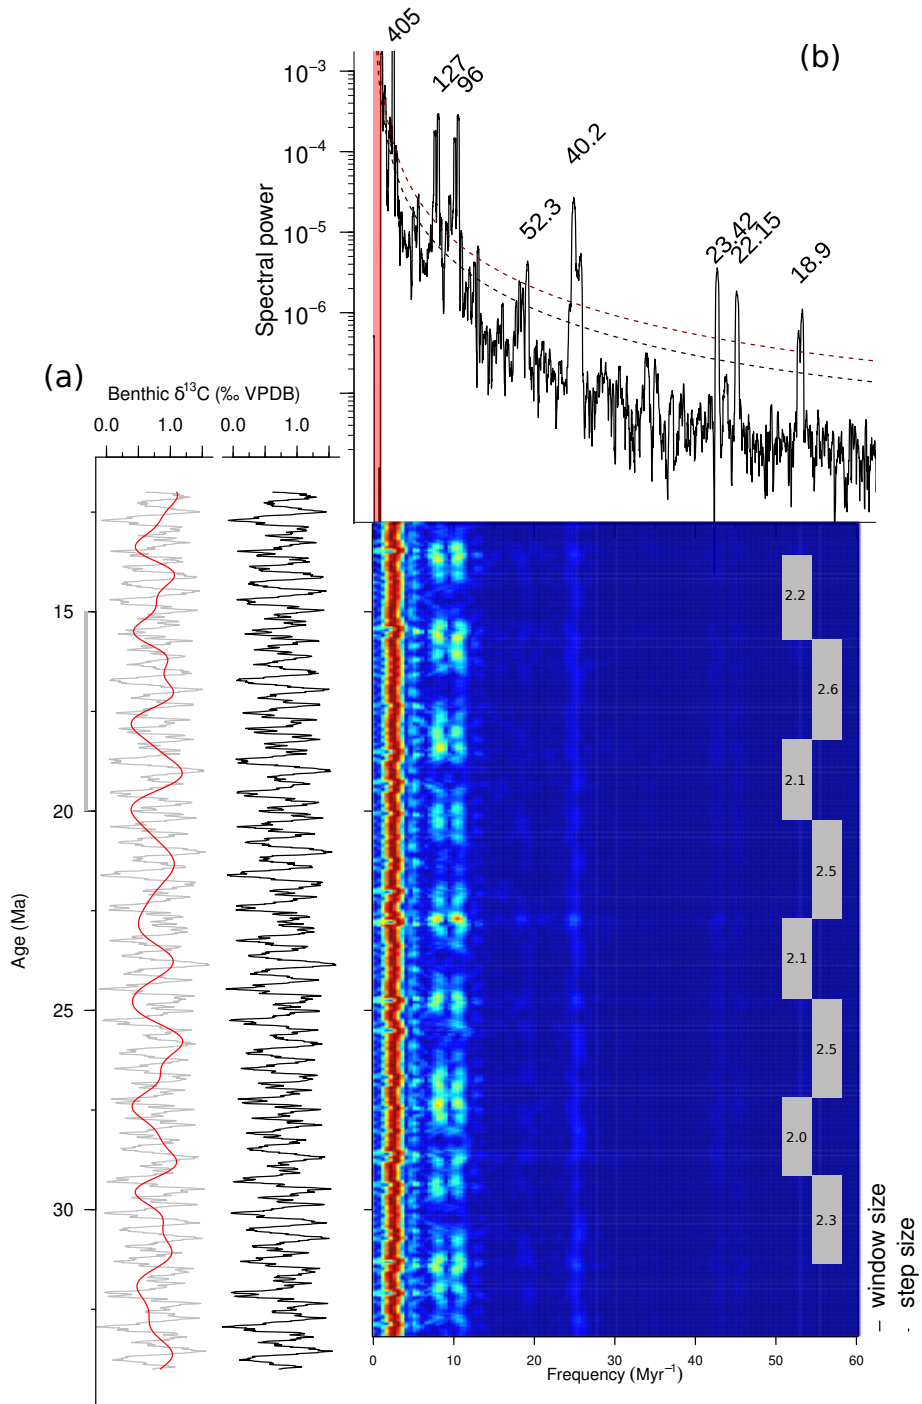 405
(b)
127
96
10⁻³
10⁻⁴
40.2
52.3
10⁻⁵
23.42
22.15
18.9
10⁻⁶
Spectral power
(a)
Benthic δ¹³C (‰ VPDB)
0.0 1.0 0.0 1.0
15
20
25
30
Age (Ma)
2.2
2.6
2.1
2.5
2.1
2.5
2.0
2.3
– window size
- step size
0 10 20 30 40 50 60
Frequency (Myr⁻¹)